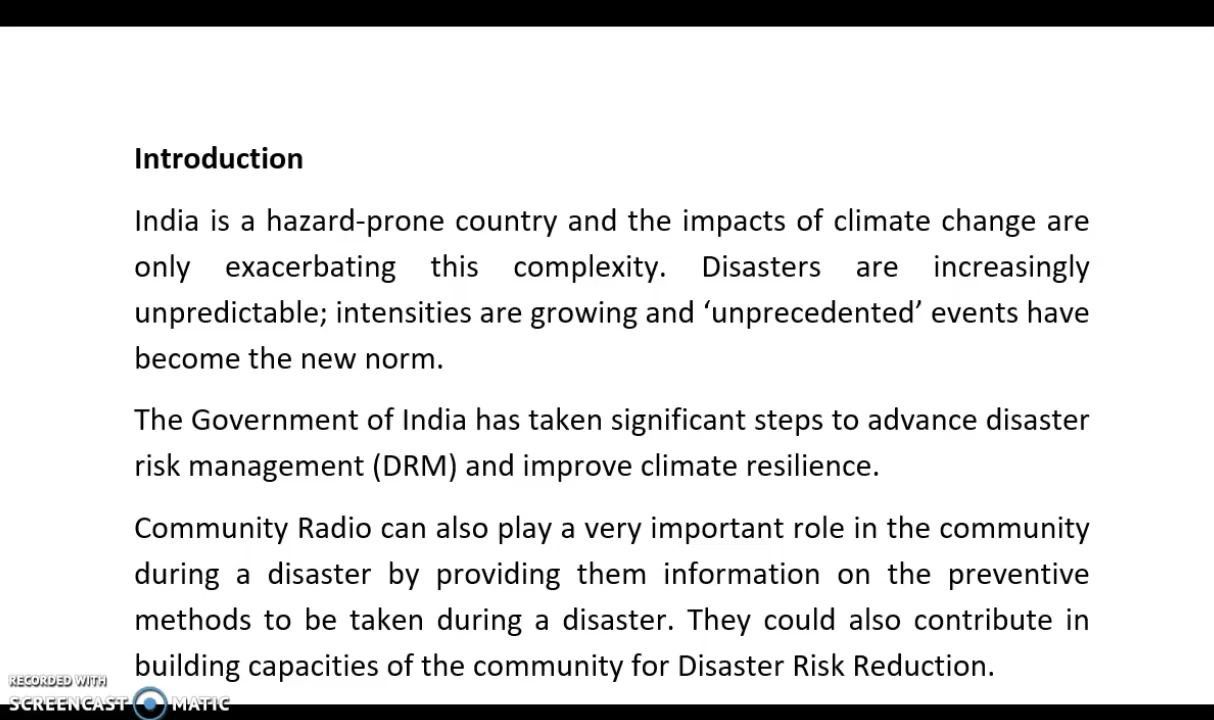 Introduction
India is a hazard-prone country and the impacts of climate change are
only exacerbating this complexity. Disasters are increasingly
unpredictable; intensities are growing and ‘unprecedented’ events have
become the new norm.
The Government of India has taken significant steps to advance disaster
risk management (DRM) and improve climate resilience.
Community Radio can also play a very important role in the community
during a disaster by providing them information on the preventive
methods to be taken during a disaster. They could also contribute in
building capacities of the community for Disaster Risk Reduction.
RECORDED WITH
SCREENCAST MATIC